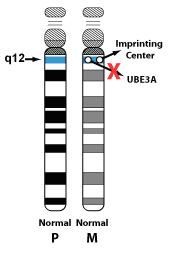 Imprinting
Center
q12
UBE3A
X
Normal Normal
P M